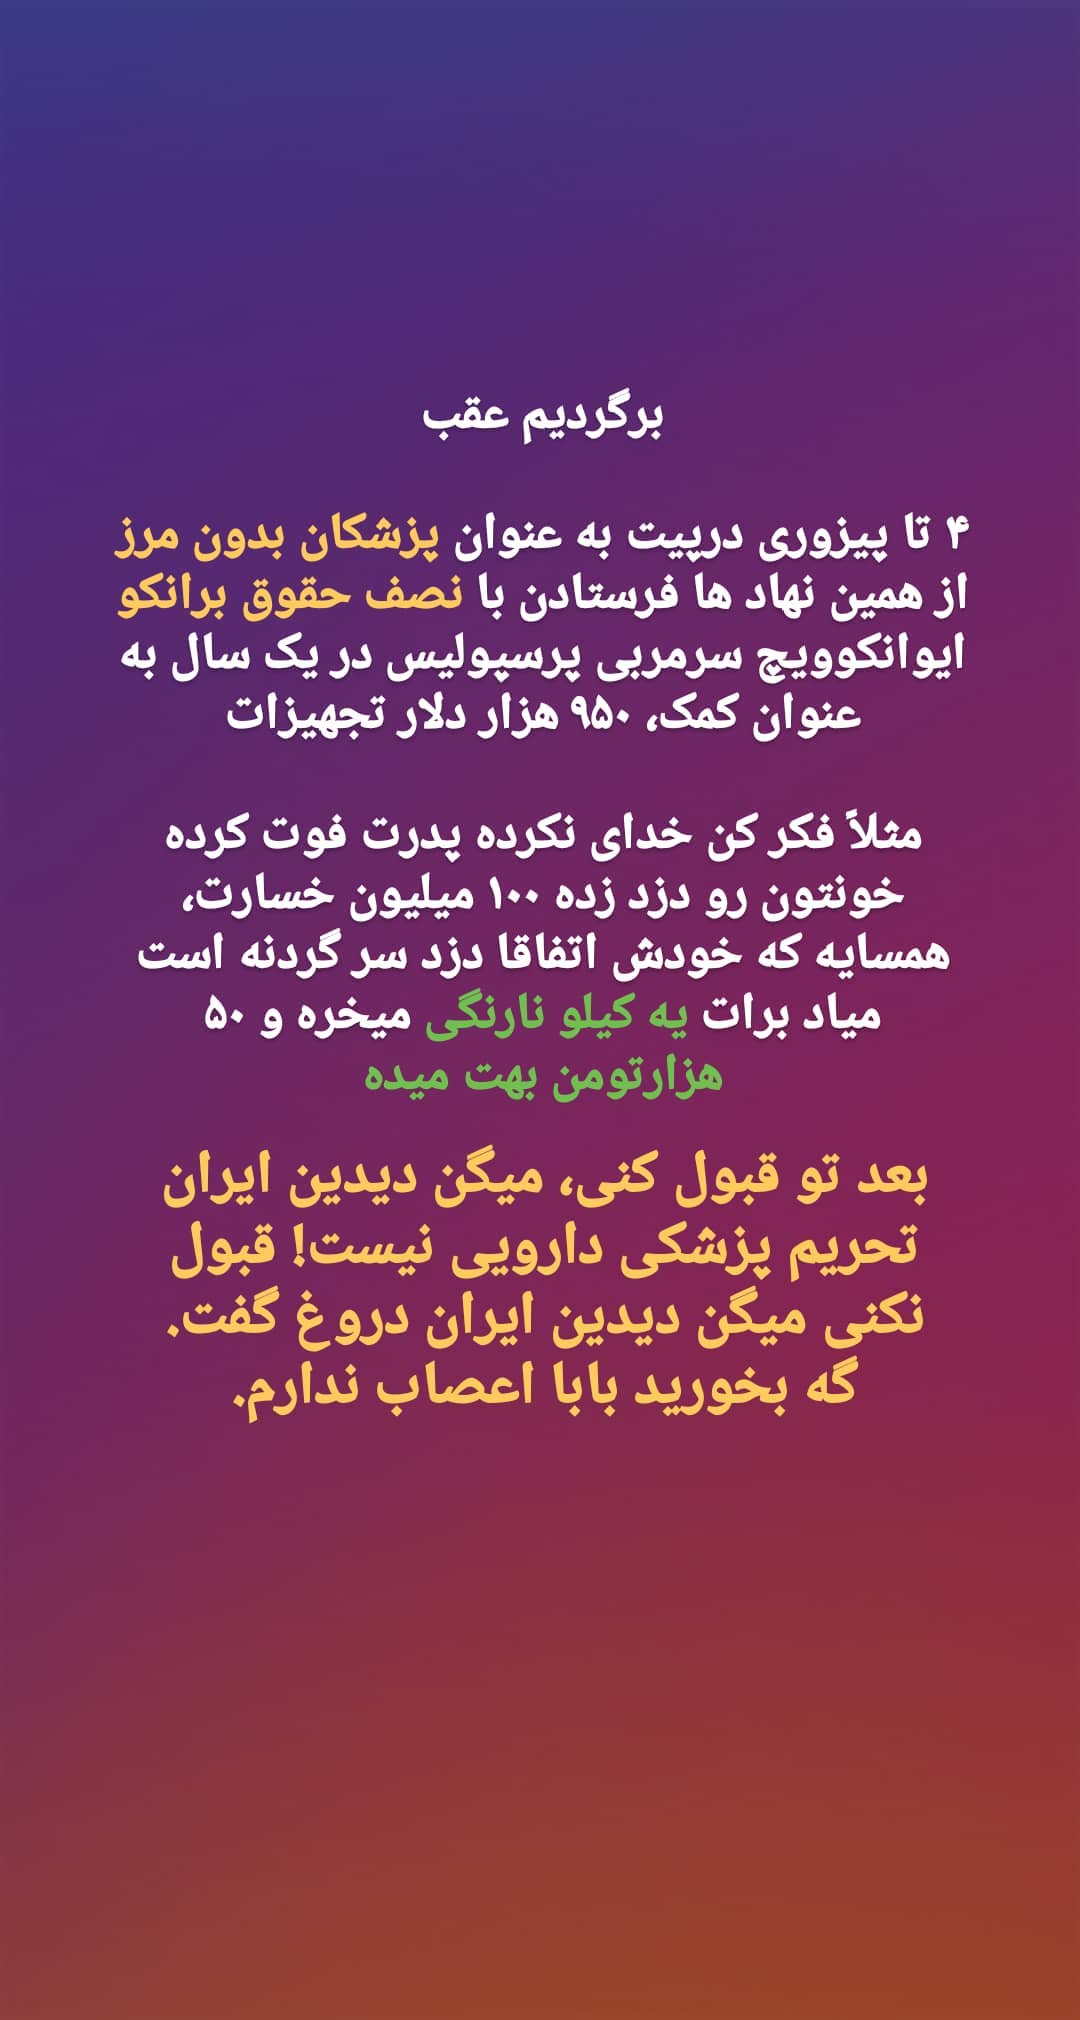 برگردیم عقب
۴ تا پیزوری درپیت به عنوان پزشکان بدون مرز
از همین نهاد ها فرستادن با نصف حقوق برانکو
ایوانکوویچ سرمربی پرسپولیس در یک سال به
عنوان کمک، ۹۵۰ هزار دلار تجهیزات
مثلاً فکر کن خدای نکرده پدرت فوت کرده
خونتون رو دزد زده ۱۰۰ میلیون خسارت،
همسایه که خودش اتفاقا دزد سر گردنه است
میاد برات یه کیلو نارنگی میخره و ۵۰
هزارتومن بهت میده
بعد تو قبول کنی، میگن دیدین ایران
تحریم پزشکی دارویی نیست! قبول
نکنی میگن دیدین ایران دروغ گفت.
گه بخورید بابا اعصاب ندارم.